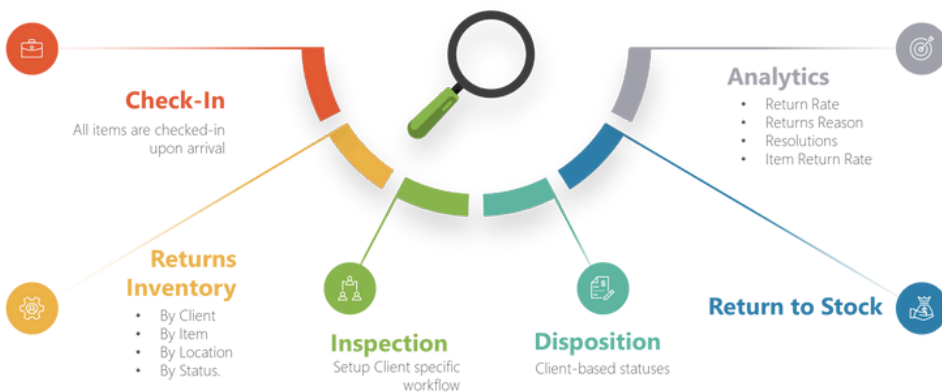 Check-In
All items are checked-in
upon arrival
Returns
Inventory
• By Client
• By Item
• By Location
• By Status.
Inspection
Setup Client specific
workflow
Disposition
Client-based statuses
Return to Stock
Analytics
• Return Rate
• Returns Reason
• Resolutions
• Item Return Rate